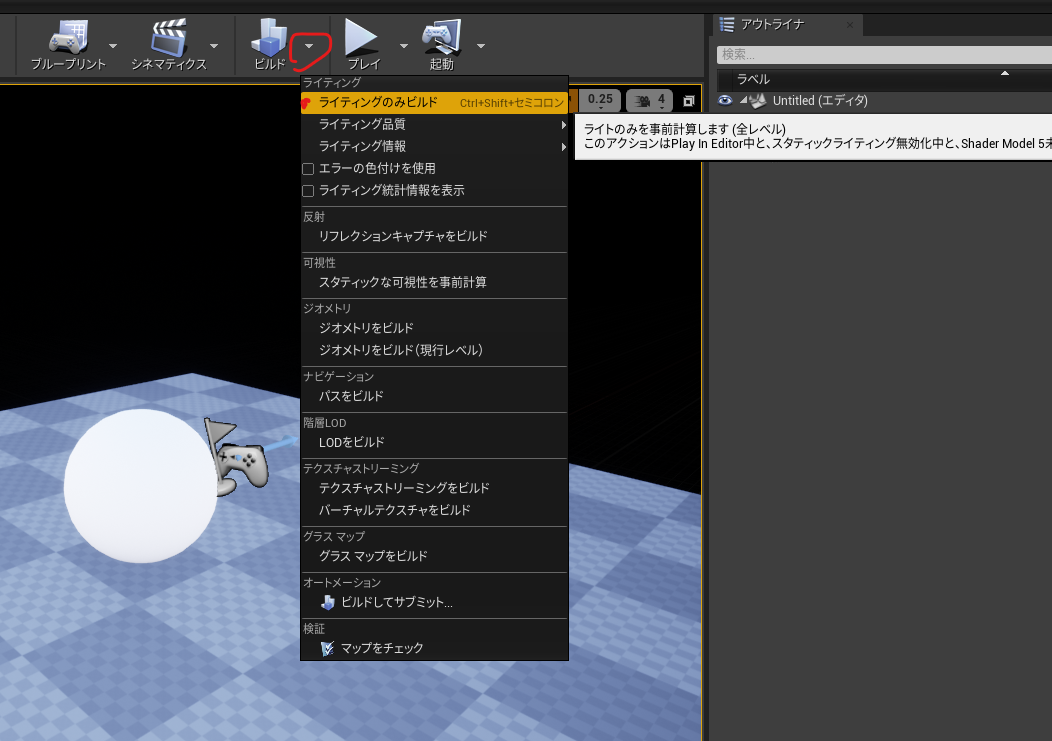 ブループリント
シネマティクス
ビルド
プレイ
起動
アウトライナ
検索...
ラベル
Untitled (エディタ)
0.25
4
ライティング
ライティングのみビルド Ctrl+Shift+セミコロン
ライトのみを事前計算します (全レベル)
このアクションはPlay In Editor中と、スタティックライティング無効化中と、Shader Model 5未
ライティング品質
ライティング情報
エラーの色付けを使用
ライティング統計情報を表示
反射
リフレクションキャプチャをビルド
可視性
スタティックな可視性を事前計算
ジオメトリ
ジオメトリをビルド
ジオメトリをビルド（現行レベル）
ナビゲーション
パスをビルド
階層LOD
LODをビルド
テクスチャストリーミング
テクスチャストリーミングをビルド
バーチャルテクスチャをビルド
グラス マップ
グラス マップをビルド
オートメーション
ビルドしてサブミット...
検証
マップをチェック